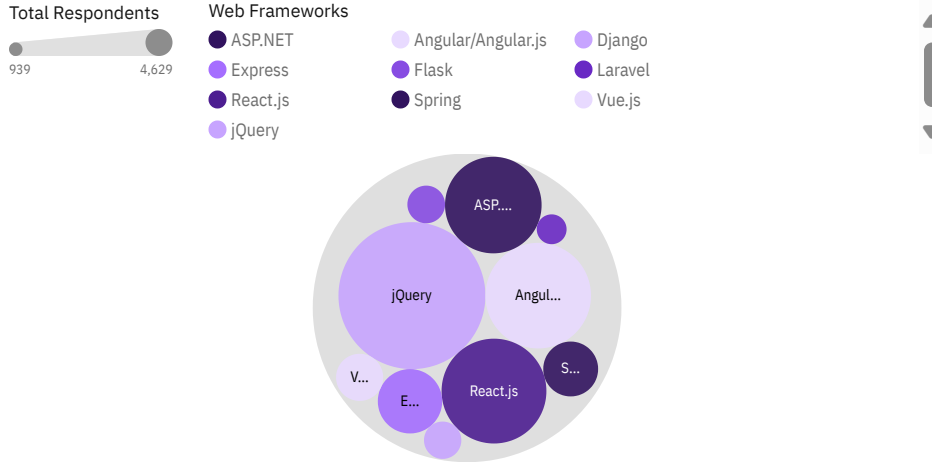 Total Respondents
939 4,629
Web Frameworks
ASP.NET Angular/Angular.js Django
Express Flask Laravel
React.js Spring Vue.js
jQuery
ASP....
jQuery Angul...
S...
V...
React.js
E...